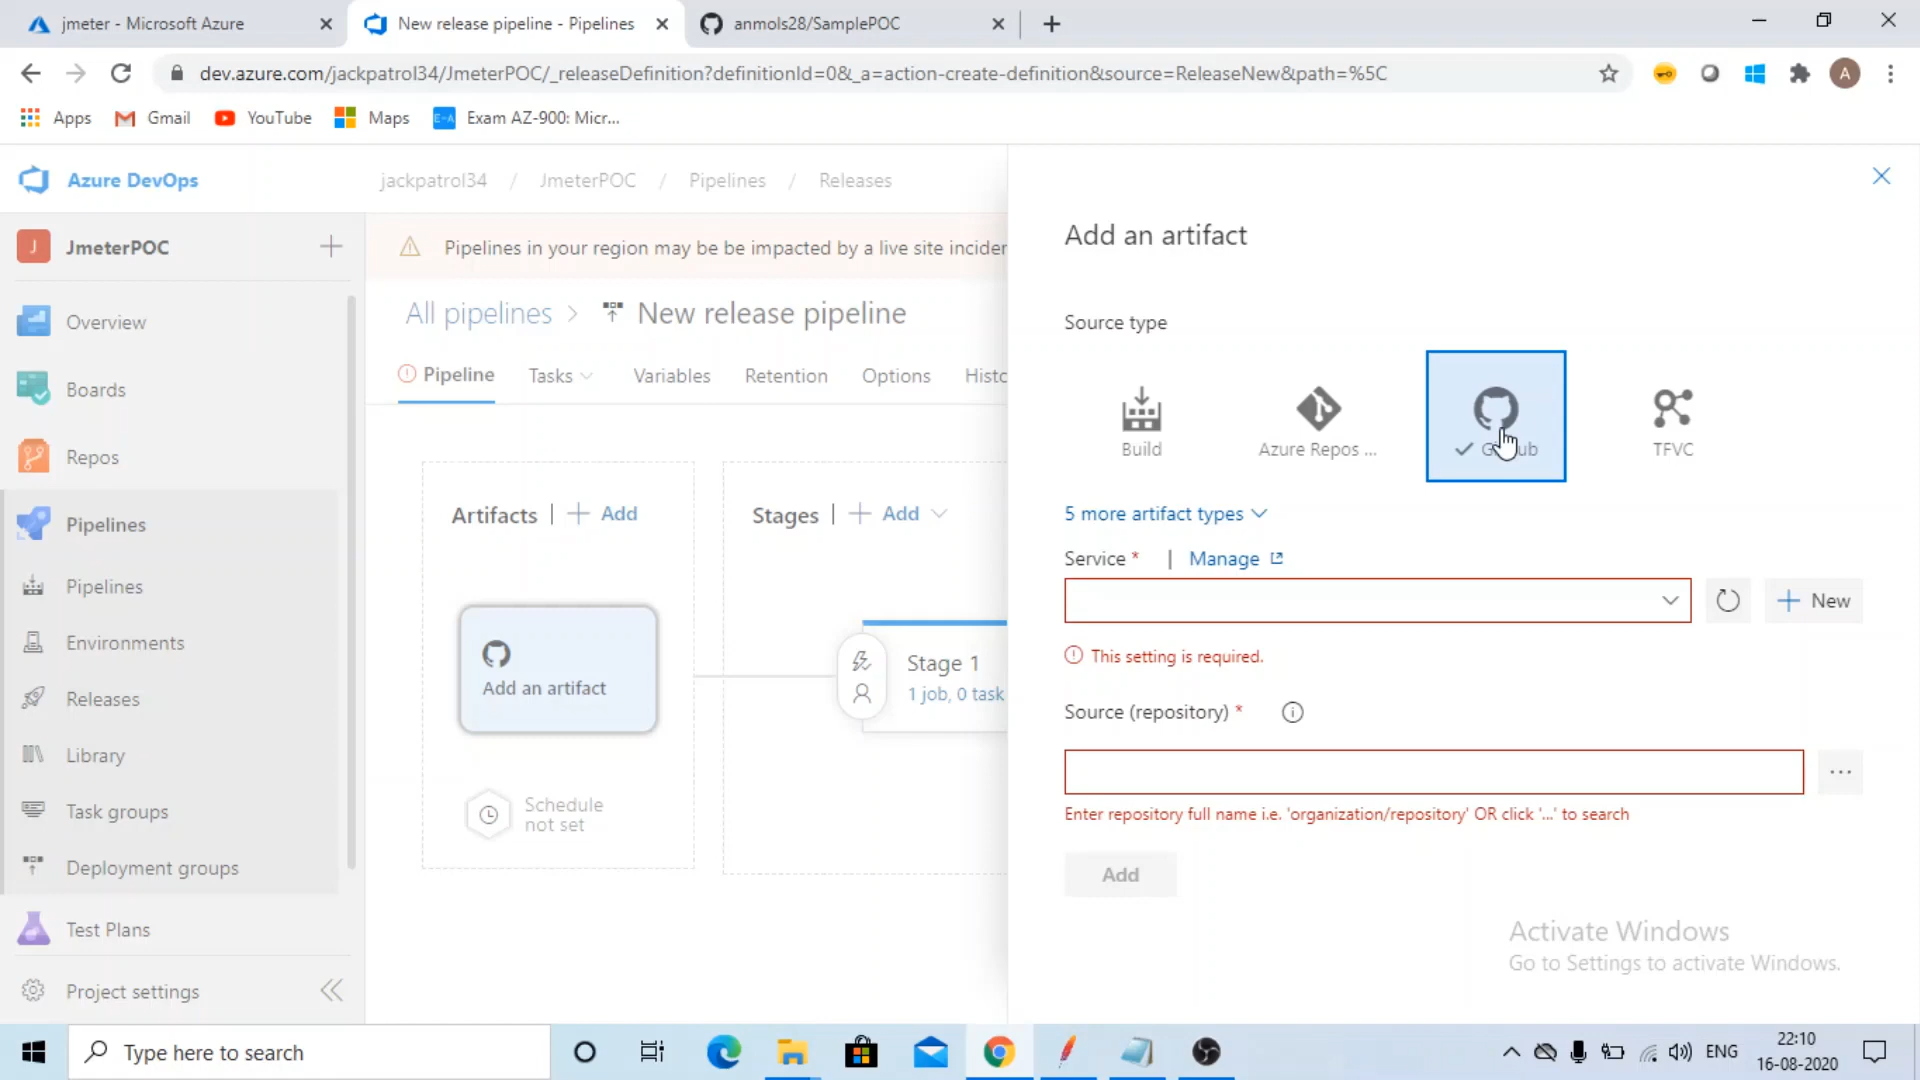 jmeter - Microsoft Azure
New release pipeline - Pipelines
anmols28/SamplePOC
dev.azure.com/jackpatrol34/JmeterPOC/_releaseDefinition?definitionId=0&_a=action-create-definition&source=ReleaseNew&path=%5C
A
Apps
Gmail
YouTube
Maps
E-A
Exam AZ-900: Micr...
Azure DevOps
jackpatrol34 / JmeterPOC / Pipelines / Releases
J
JmeterPOC
Overview
Boards
Repos
Pipelines
Pipelines
Environments
Releases
Library
Task groups
Deployment groups
Test Plans
Project settings
Pipelines in your region may be be impacted by a live site incider
All pipelines > New release pipeline
Pipeline
Tasks
Variables
Retention
Options
Histo
Artifacts | + Add
Stages | + Add
Add an artifact
Stage 1
1 job, 0 task
Schedule
not set
Add an artifact
Source type
Build
Azure Repos ...
TFVC
5 more artifact types
Service * | Manage
+ New
This setting is required.
Source (repository) *
...
Enter repository full name i.e. 'organization/repository' OR click '...' to search
Add
Activate Windows
Go to Settings to activate Windows.
Type here to search
ENG
22:10
16-08-2020